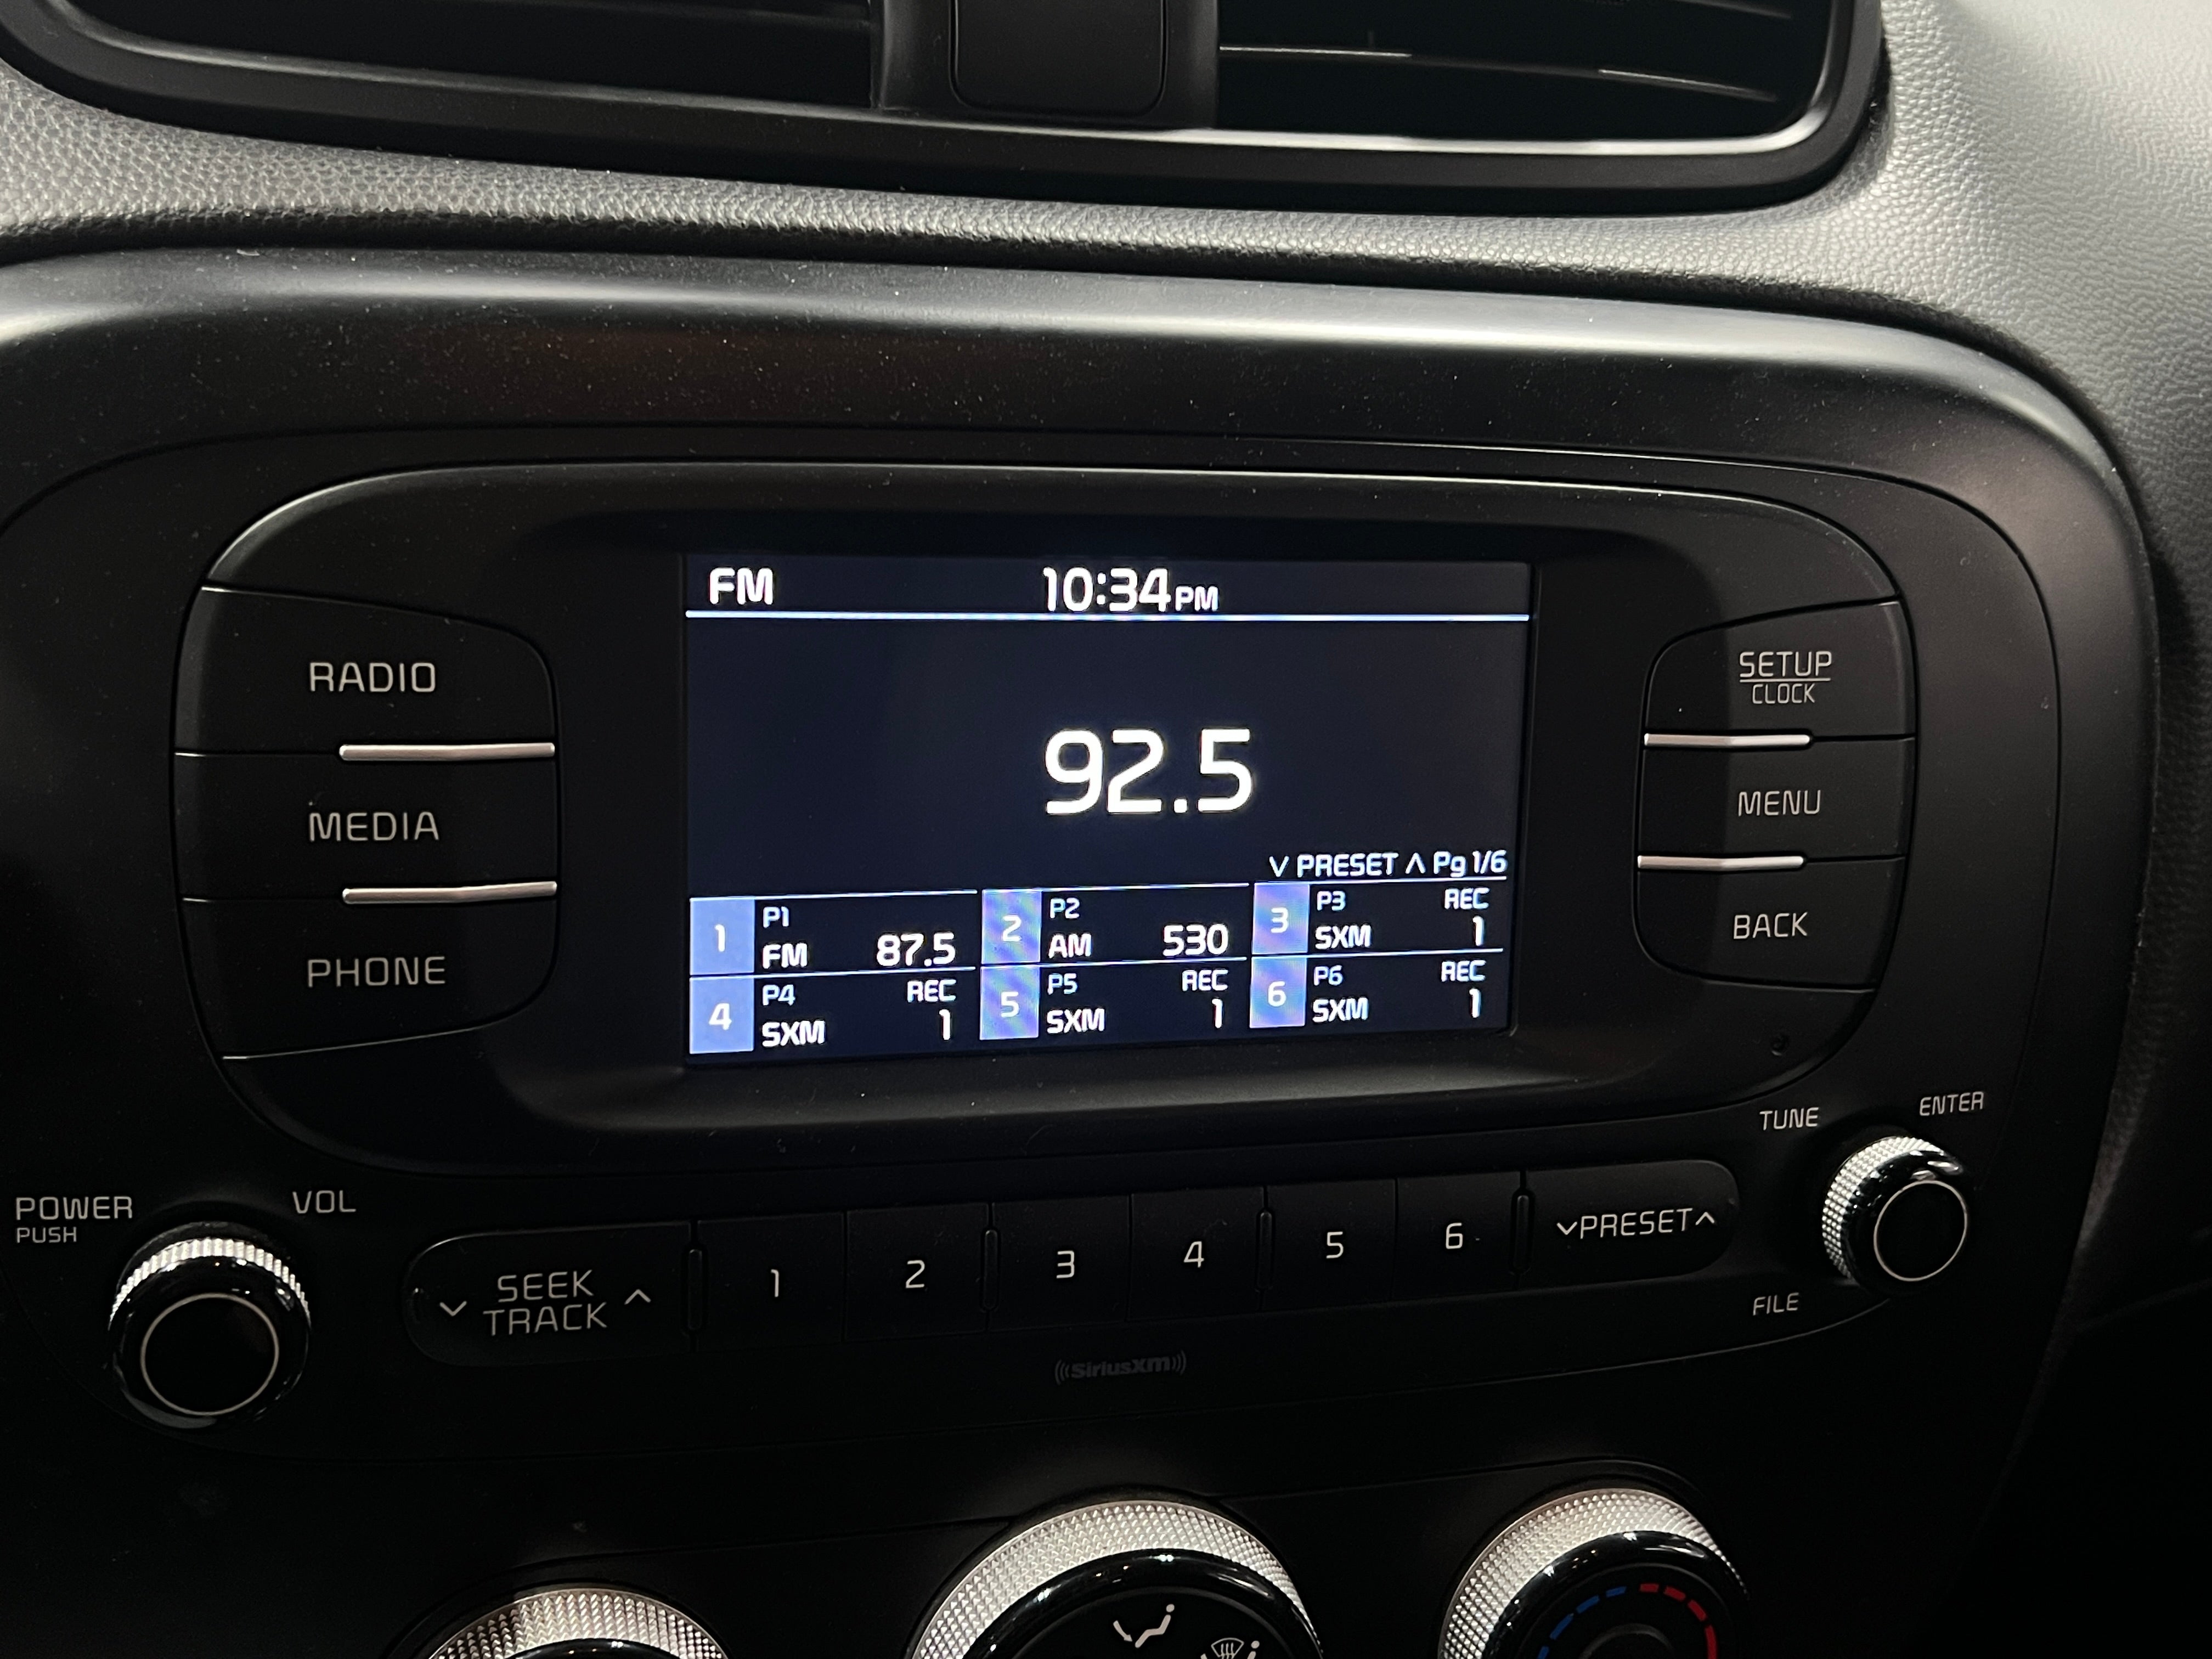 FM 10:34 PM
92.5
∨ PRESET ∧ Pg 1/6
1 P1 FM 87.5
2 P2 AM 530
3 P3 REC SXM 1
4 P4 REC SXM 1
5 P5 REC SXM 1
6 P6 REC SXM 1
RADIO
MEDIA
PHONE
SETUP
CLOCK
MENU
BACK
TUNE
ENTER
FILE
POWER
PUSH
VOL
SEEK
TRACK
1 2 3 4 5 6
PRESET
((SiriusXM))